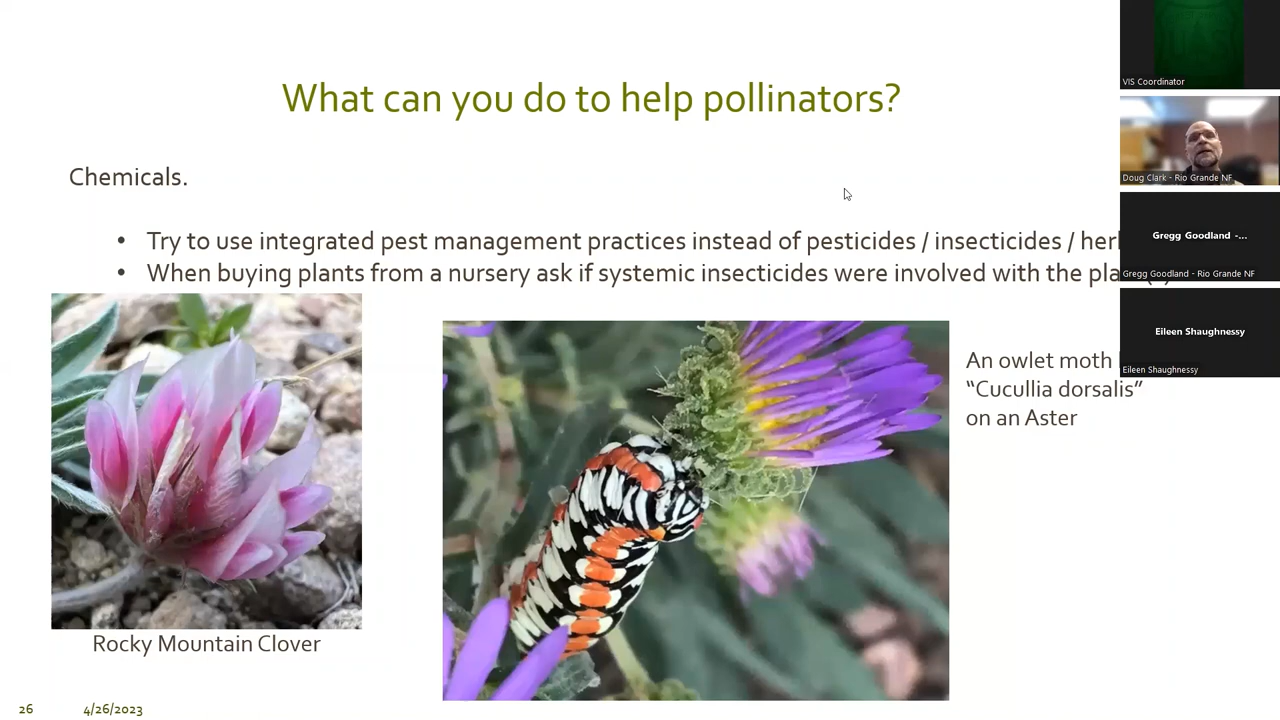 What can you do to help pollinators?
Chemicals.
• Try to use integrated pest management practices instead of pesticides / insecticides /
• When buying plants from a nursery ask if systemic insecticides were involved with the
An owlet moth
“Cucullia dorsalis”
on an Aster
Rocky Mountain Clover
26 4/26/2023
VIS Coordinator
Doug Clark - Rio Grande NF
Gregg Goodland -...
Gregg Goodland - Rio Grande NF
Eileen Shaughnessy
Eileen Shaughnessy